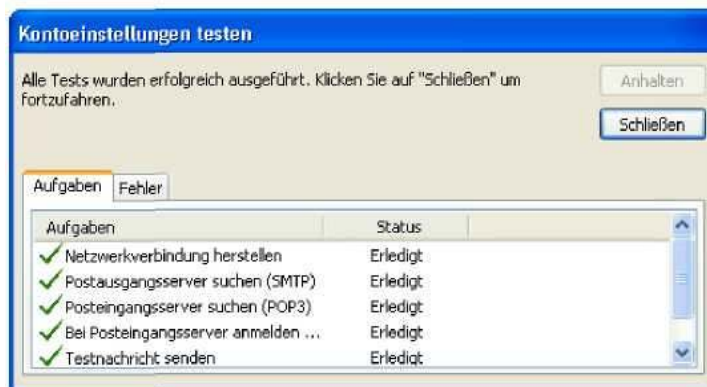 Kontoeinstellungen testen
Alle Tests wurden erfolgreich ausgeführt. Klicken Sie auf "Schließen" um
fortzufahren.
Anhalten
Schließen
Aufgaben Fehler
Aufgaben Status
Netzwerkverbindung herstellen Erledigt
Postausgangsserver suchen (SMTP) Erledigt
Posteingangsserver suchen (POP3) Erledigt
Bei Posteingangsserver anmelden ... Erledigt
Testnachricht senden Erledigt